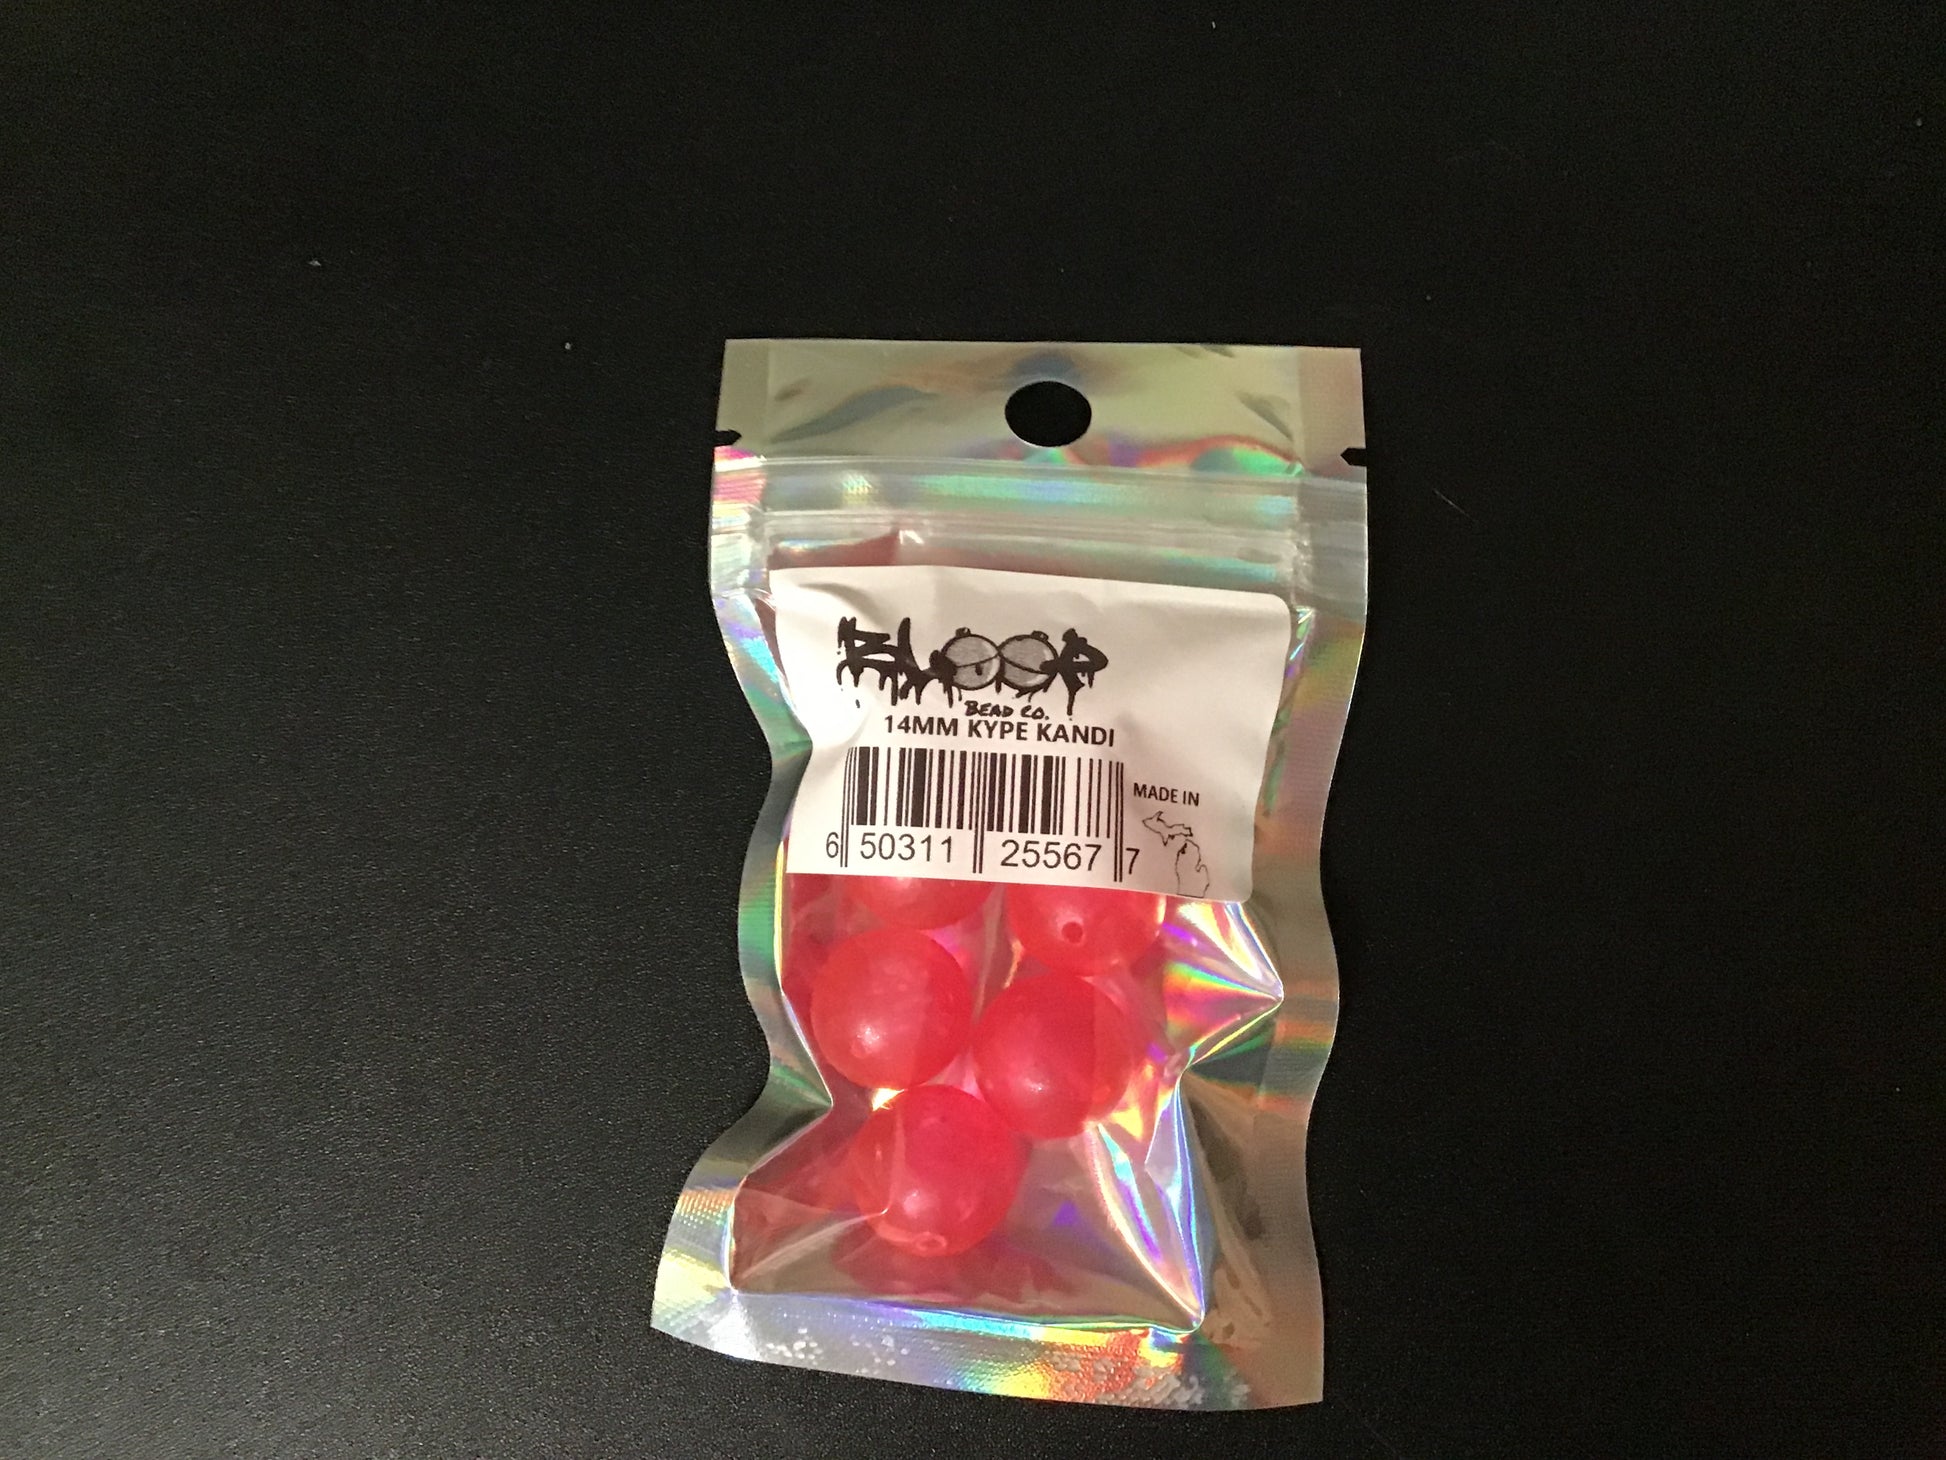 BLOOP
BEAD CO.
14MM KYPE KANDI
MADE IN
6 50311 25567 7